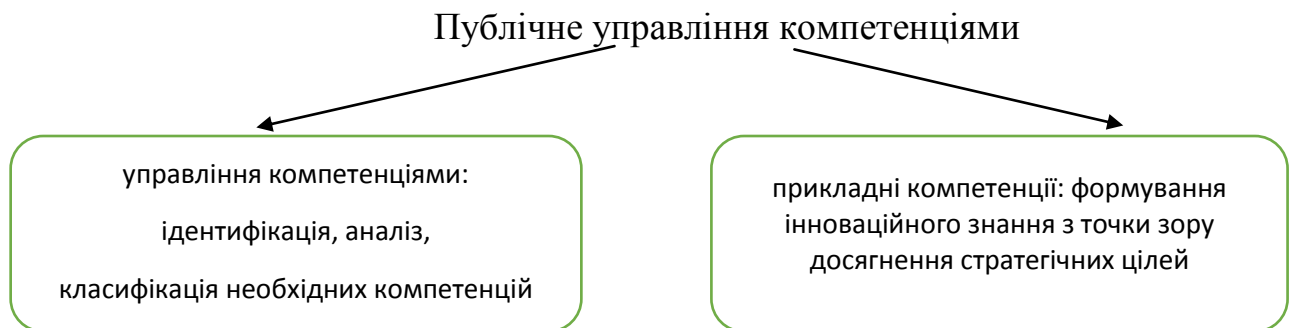 Публічне управління компетенціями
управління компетенціями:
ідентифікація, аналіз,
класифікація необхідних компетенцій
прикладні компетенції: формування
інноваційного знання з точки зору
досягнення стратегічних цілей